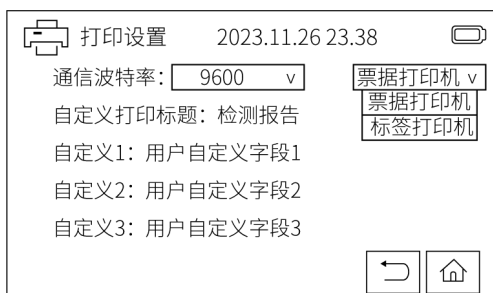 打印设置 2023.11.26 23.38
通信波特率： 9600 v 票据打印机 v
票据打印机
自定义打印标题：检测报告
标签打印机
自定义1：用户自定义字段1
自定义2：用户自定义字段2
自定义3：用户自定义字段3